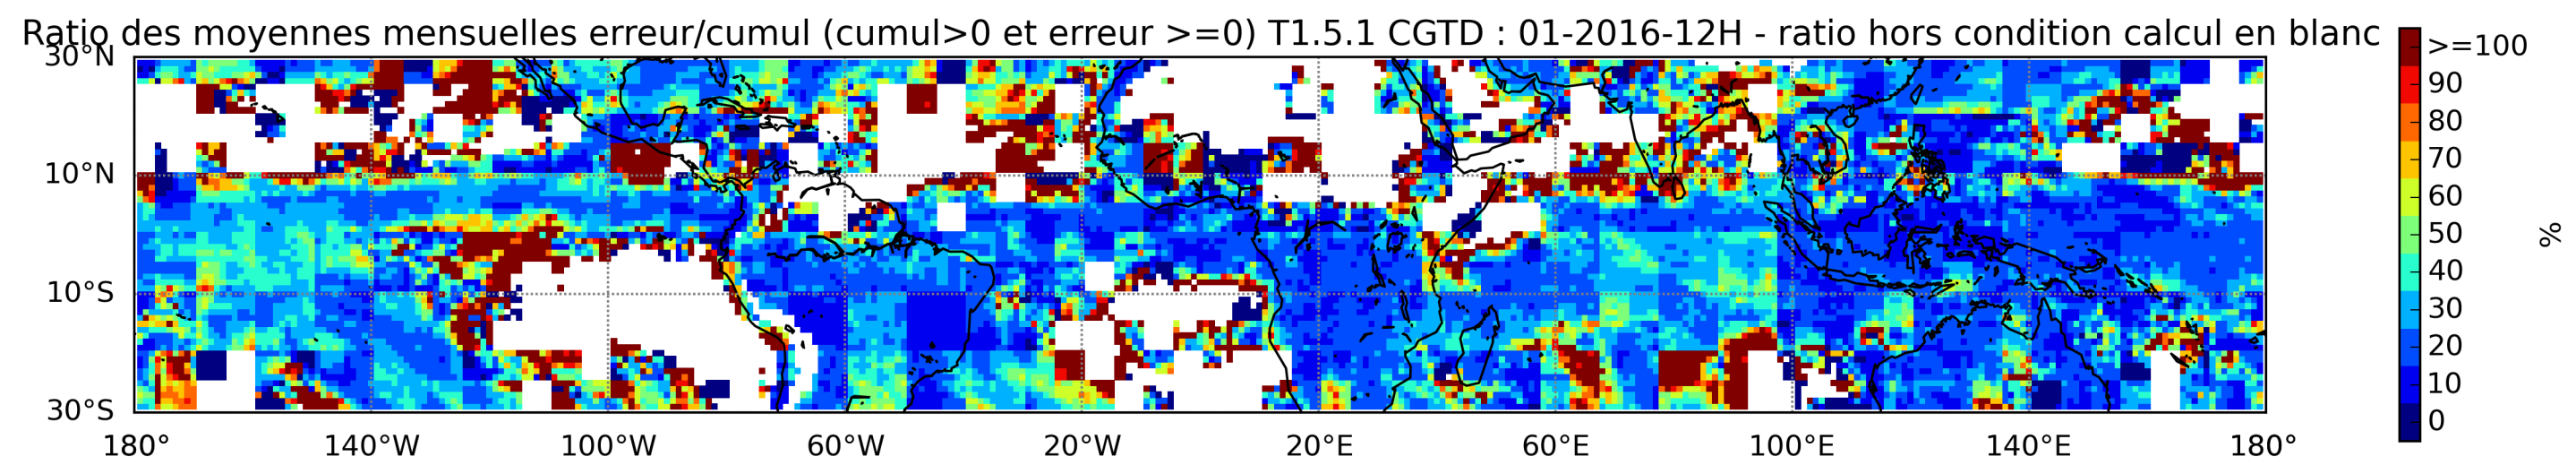 Ratio des moyennes mensuelles erreur/cumul (cumul>0 et erreur >=0) T1.5.1 CGTD : 01-2016-12H - ratio hors condition calcul en blanc
30°N
10°N
10°S
30°S
180°
140°W
100°W
60°W
20°W
20°E
60°E
100°E
140°E
180°
>=100
90
80
70
60
50
40
30
20
10
0
%